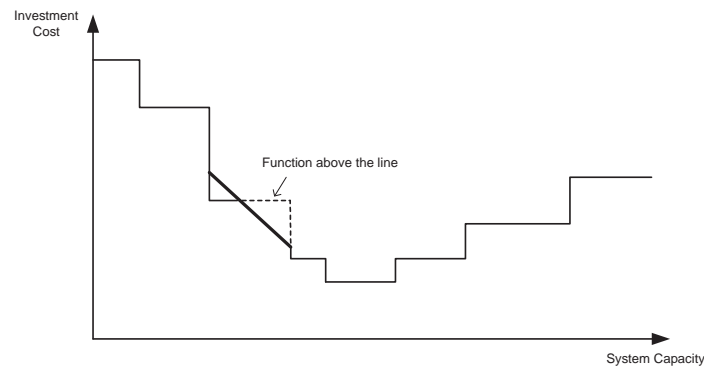 Investment
Cost
Function above the line
System Capacity